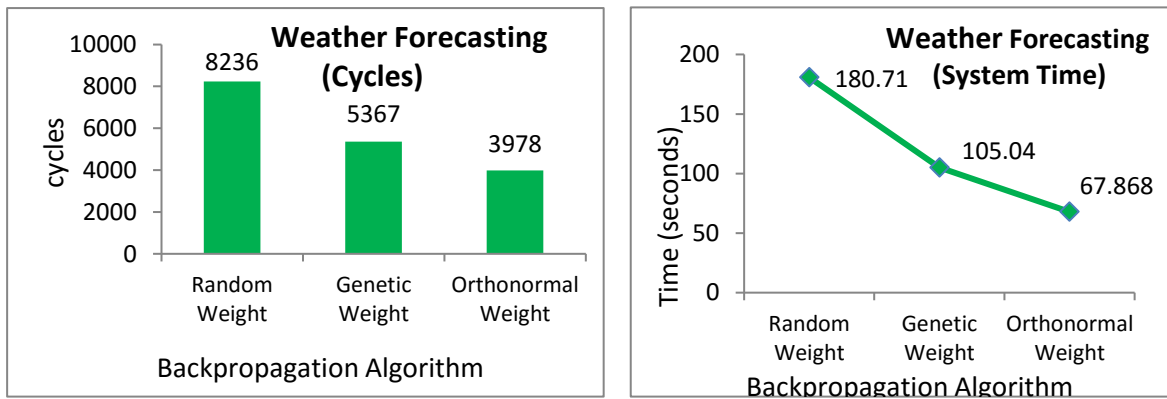 Weather Forecasting
(Cycles)
10000
8000
6000
4000
2000
0
cycles
8236
5367
3978
Random
Weight
Genetic
Weight
Orthonormal
Weight
Backpropagation Algorithm
Weather Forecasting
(System Time)
200
150
100
50
0
Time (seconds)
180.71
105.04
67.868
Random
Weight
Genetic
Weight
Orthonormal
Weight
Backpropagation Algorithm